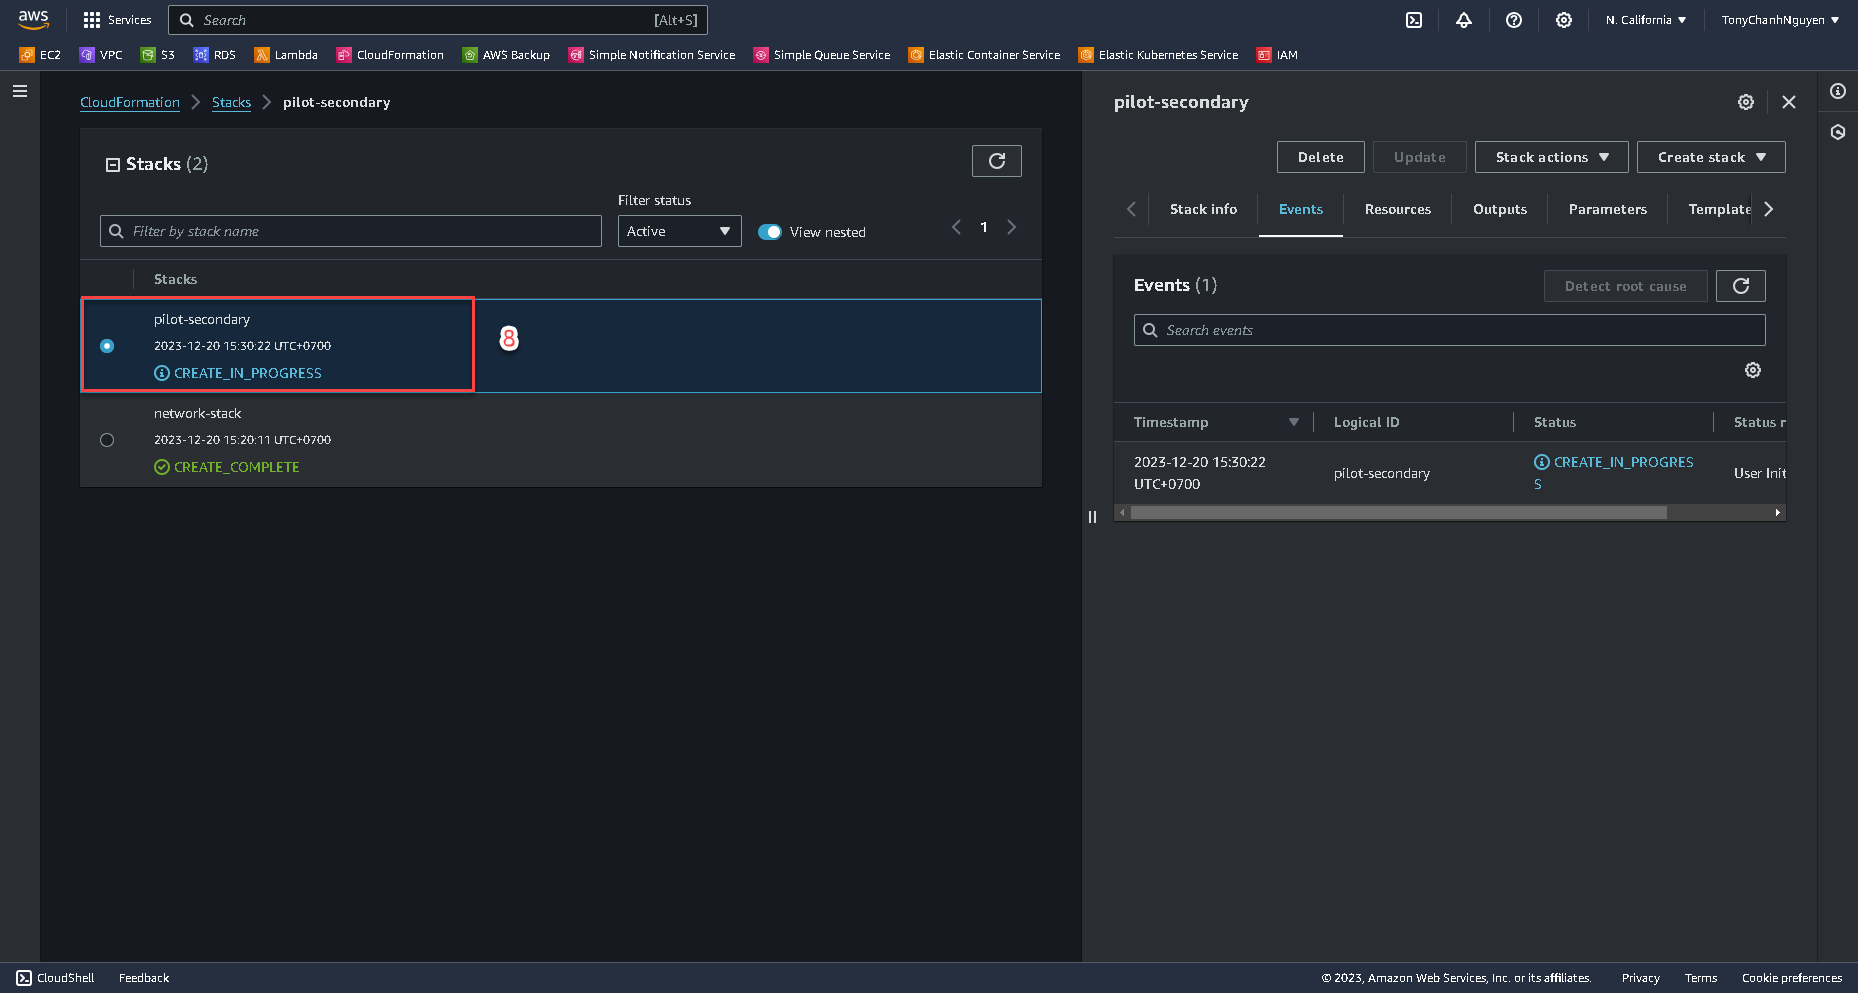 aws
Services
Search [Alt+S]
N. California
TonyChanhNguyen
EC2 VPC S3 RDS Lambda CloudFormation AWS Backup Simple Notification Service Simple Queue Service Elastic Container Service Elastic Kubernetes Service IAM
CloudFormation > Stacks > pilot-secondary
Stacks (2)
Filter status
Filter by stack name
Active
View nested
1
Stacks
pilot-secondary
2023-12-20 15:30:22 UTC+0700
CREATE_IN_PROGRESS
8
network-stack
2023-12-20 15:20:11 UTC+0700
CREATE_COMPLETE
pilot-secondary
Delete Update Stack actions Create stack
Stack info Events Resources Outputs Parameters Template
Events (1)
Detect root cause
Search events
Timestamp Logical ID Status Status r
2023-12-20 15:30:22
UTC+0700
pilot-secondary
CREATE_IN_PROGRES
S
User Init
CloudShell Feedback
© 2023, Amazon Web Services, Inc. or its affiliates. Privacy Terms Cookie preferences